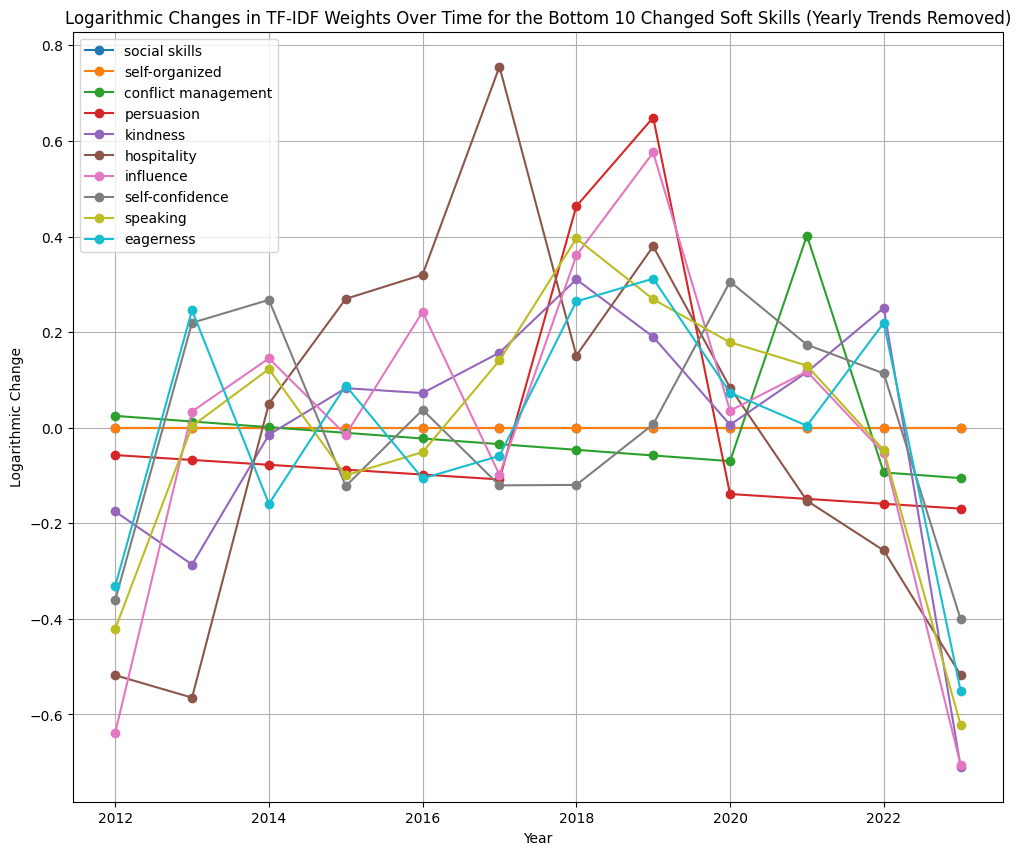 Logarithmic Changes in TF-IDF Weights Over Time for the Bottom 10 Changed Soft Skills (Yearly Trends Removed)
social skills
self-organized
conflict management
persuasion
kindness
hospitality
influence
self-confidence
speaking
eagerness
Logarithmic Change
0.8
0.6
0.4
0.2
0.0
−0.2
−0.4
−0.6
2012
2014
2016
2018
2020
2022
Year